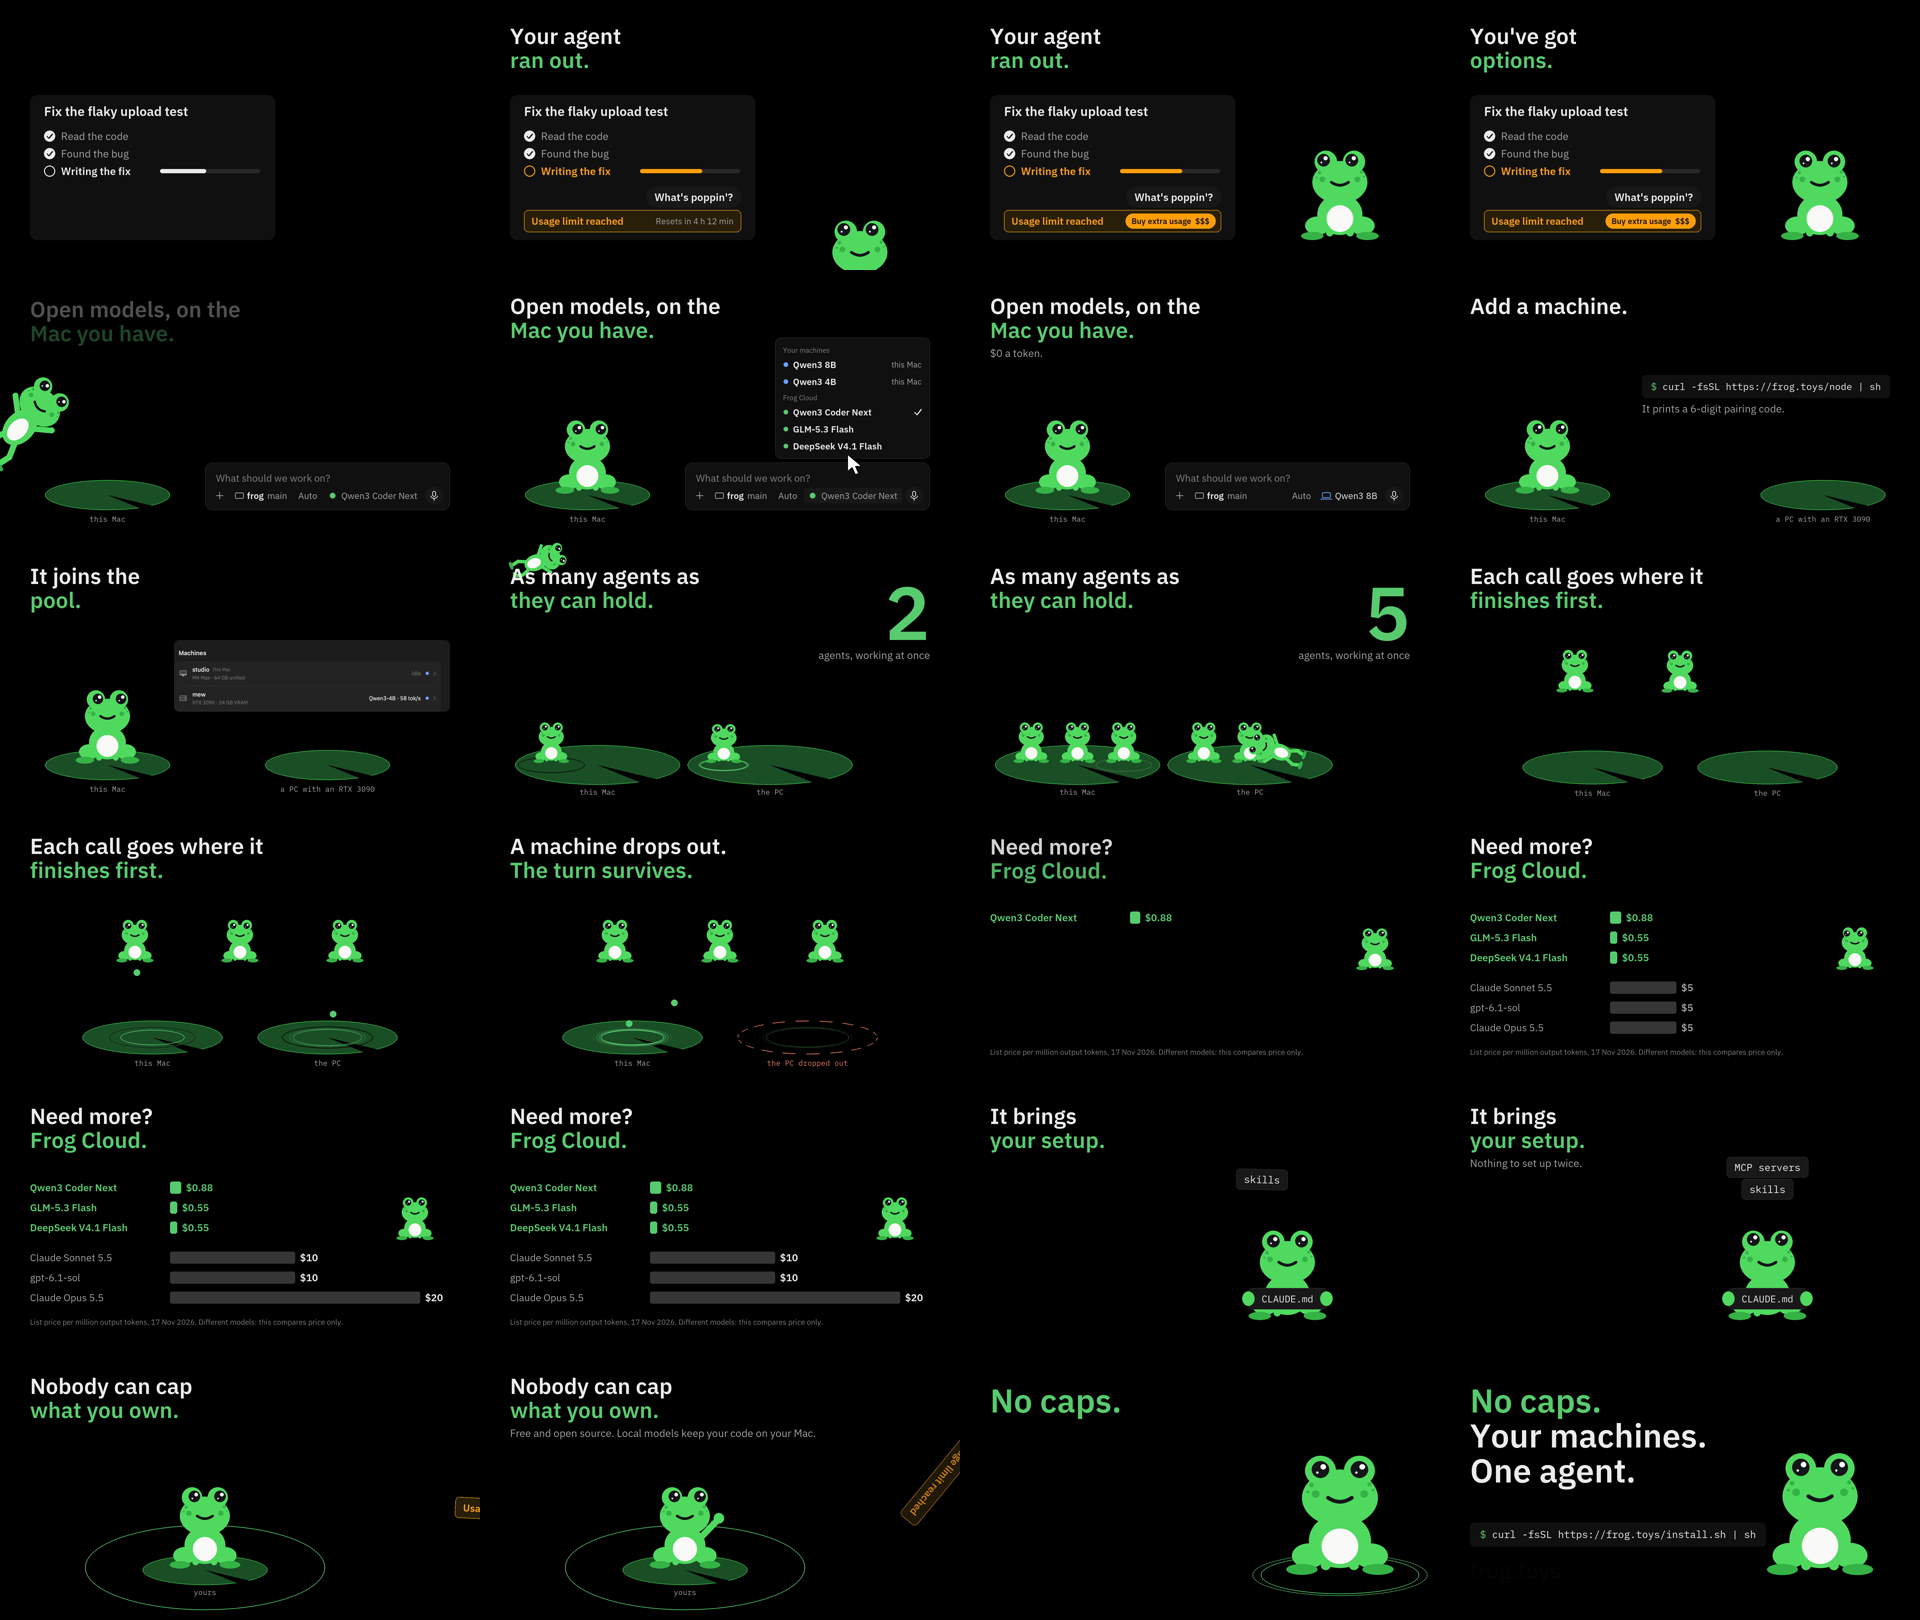 Fix the flaky upload test
Read the code
Found the bug
Writing the fix
Your agent
ran out.
Fix the flaky upload test
Read the code
Found the bug
Writing the fix
What's poppin'?
Usage limit reached
Resets in 4 h 12 min
Your agent
ran out.
Fix the flaky upload test
Read the code
Found the bug
Writing the fix
What's poppin'?
Usage limit reached
Buy extra usage $$$
You've got
options.
Fix the flaky upload test
Read the code
Found the bug
Writing the fix
What's poppin'?
Usage limit reached
Buy extra usage $$$
Open models, on the
Mac you have.
What should we work on?
+ frog main Auto Qwen3 Coder Next
this Mac
Open models, on the
Mac you have.
Your machines
Qwen3 8B this Mac
Qwen3 4B this Mac
Frog Cloud
Qwen3 Coder Next
GLM-5.3 Flash
DeepSeek V4.1 Flash
What should we work on?
+ frog main Auto Qwen3 Coder Next
this Mac
Open models, on the
Mac you have.
$0 a token.
What should we work on?
+ frog main Auto Qwen3 8B
this Mac
Add a machine.
$ curl -fsSL https://frog.toys/node | sh
It prints a 6-digit pairing code.
this Mac
a PC with an RTX 3090
It joins the
pool.
Machines
studio This Mac
M4 Max · 64 GB unified
idle
mew
RTX 3090 · 24 GB VRAM
Qwen3-4B · 58 tok/s
this Mac
a PC with an RTX 3090
As many agents as
they can hold.
2
agents, working at once
this Mac
the PC
As many agents as
they can hold.
5
agents, working at once
this Mac
the PC
Each call goes where it
finishes first.
this Mac
the PC
Each call goes where it
finishes first.
this Mac
the PC
A machine drops out.
The turn survives.
this Mac
the PC dropped out
Need more?
Frog Cloud.
Qwen3 Coder Next $0.88
List price per million output tokens, 17 Nov 2026. Different models: this compares price only.
Need more?
Frog Cloud.
Qwen3 Coder Next $0.88
GLM-5.3 Flash $0.55
DeepSeek V4.1 Flash $0.55
Claude Sonnet 5.5 $5
gpt-6.1-sol $5
Claude Opus 5.5 $5
List price per million output tokens, 17 Nov 2026. Different models: this compares price only.
Need more?
Frog Cloud.
Qwen3 Coder Next $0.88
GLM-5.3 Flash $0.55
DeepSeek V4.1 Flash $0.55
Claude Sonnet 5.5 $10
gpt-6.1-sol $10
Claude Opus 5.5 $20
List price per million output tokens, 17 Nov 2026. Different models: this compares price only.
Need more?
Frog Cloud.
Qwen3 Coder Next $0.88
GLM-5.3 Flash $0.55
DeepSeek V4.1 Flash $0.55
Claude Sonnet 5.5 $10
gpt-6.1-sol $10
Claude Opus 5.5 $20
List price per million output tokens, 17 Nov 2026. Different models: this compares price only.
It brings
your setup.
skills
CLAUDE.md
It brings
your setup.
Nothing to set up twice.
MCP servers
skills
CLAUDE.md
Nobody can cap
what you own.
Usa
yours
Nobody can cap
what you own.
Free and open source. Local models keep your code on your Mac.
ge limit reached
yours
No caps.
No caps.
Your machines.
One agent.
$ curl -fsSL https://frog.toys/install.sh | sh
frog.toys